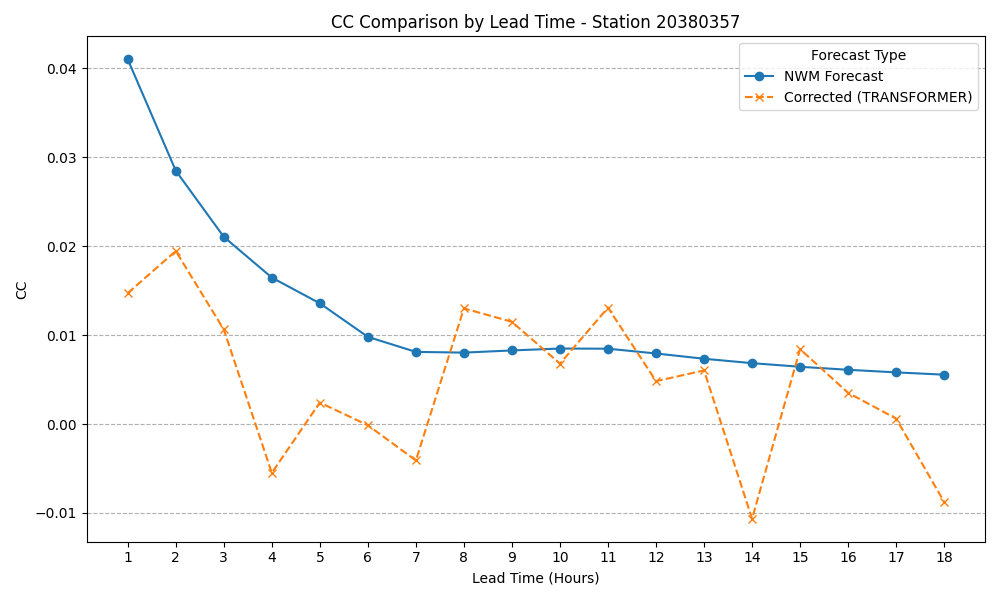 CC Comparison by Lead Time - Station 20380357
Forecast Type
NWM Forecast
Corrected (TRANSFORMER)
0.04
0.03
0.02
0.01
0.00
−0.01
CC
1 2 3 4 5 6 7 8 9 10 11 12 13 14 15 16 17 18
Lead Time (Hours)